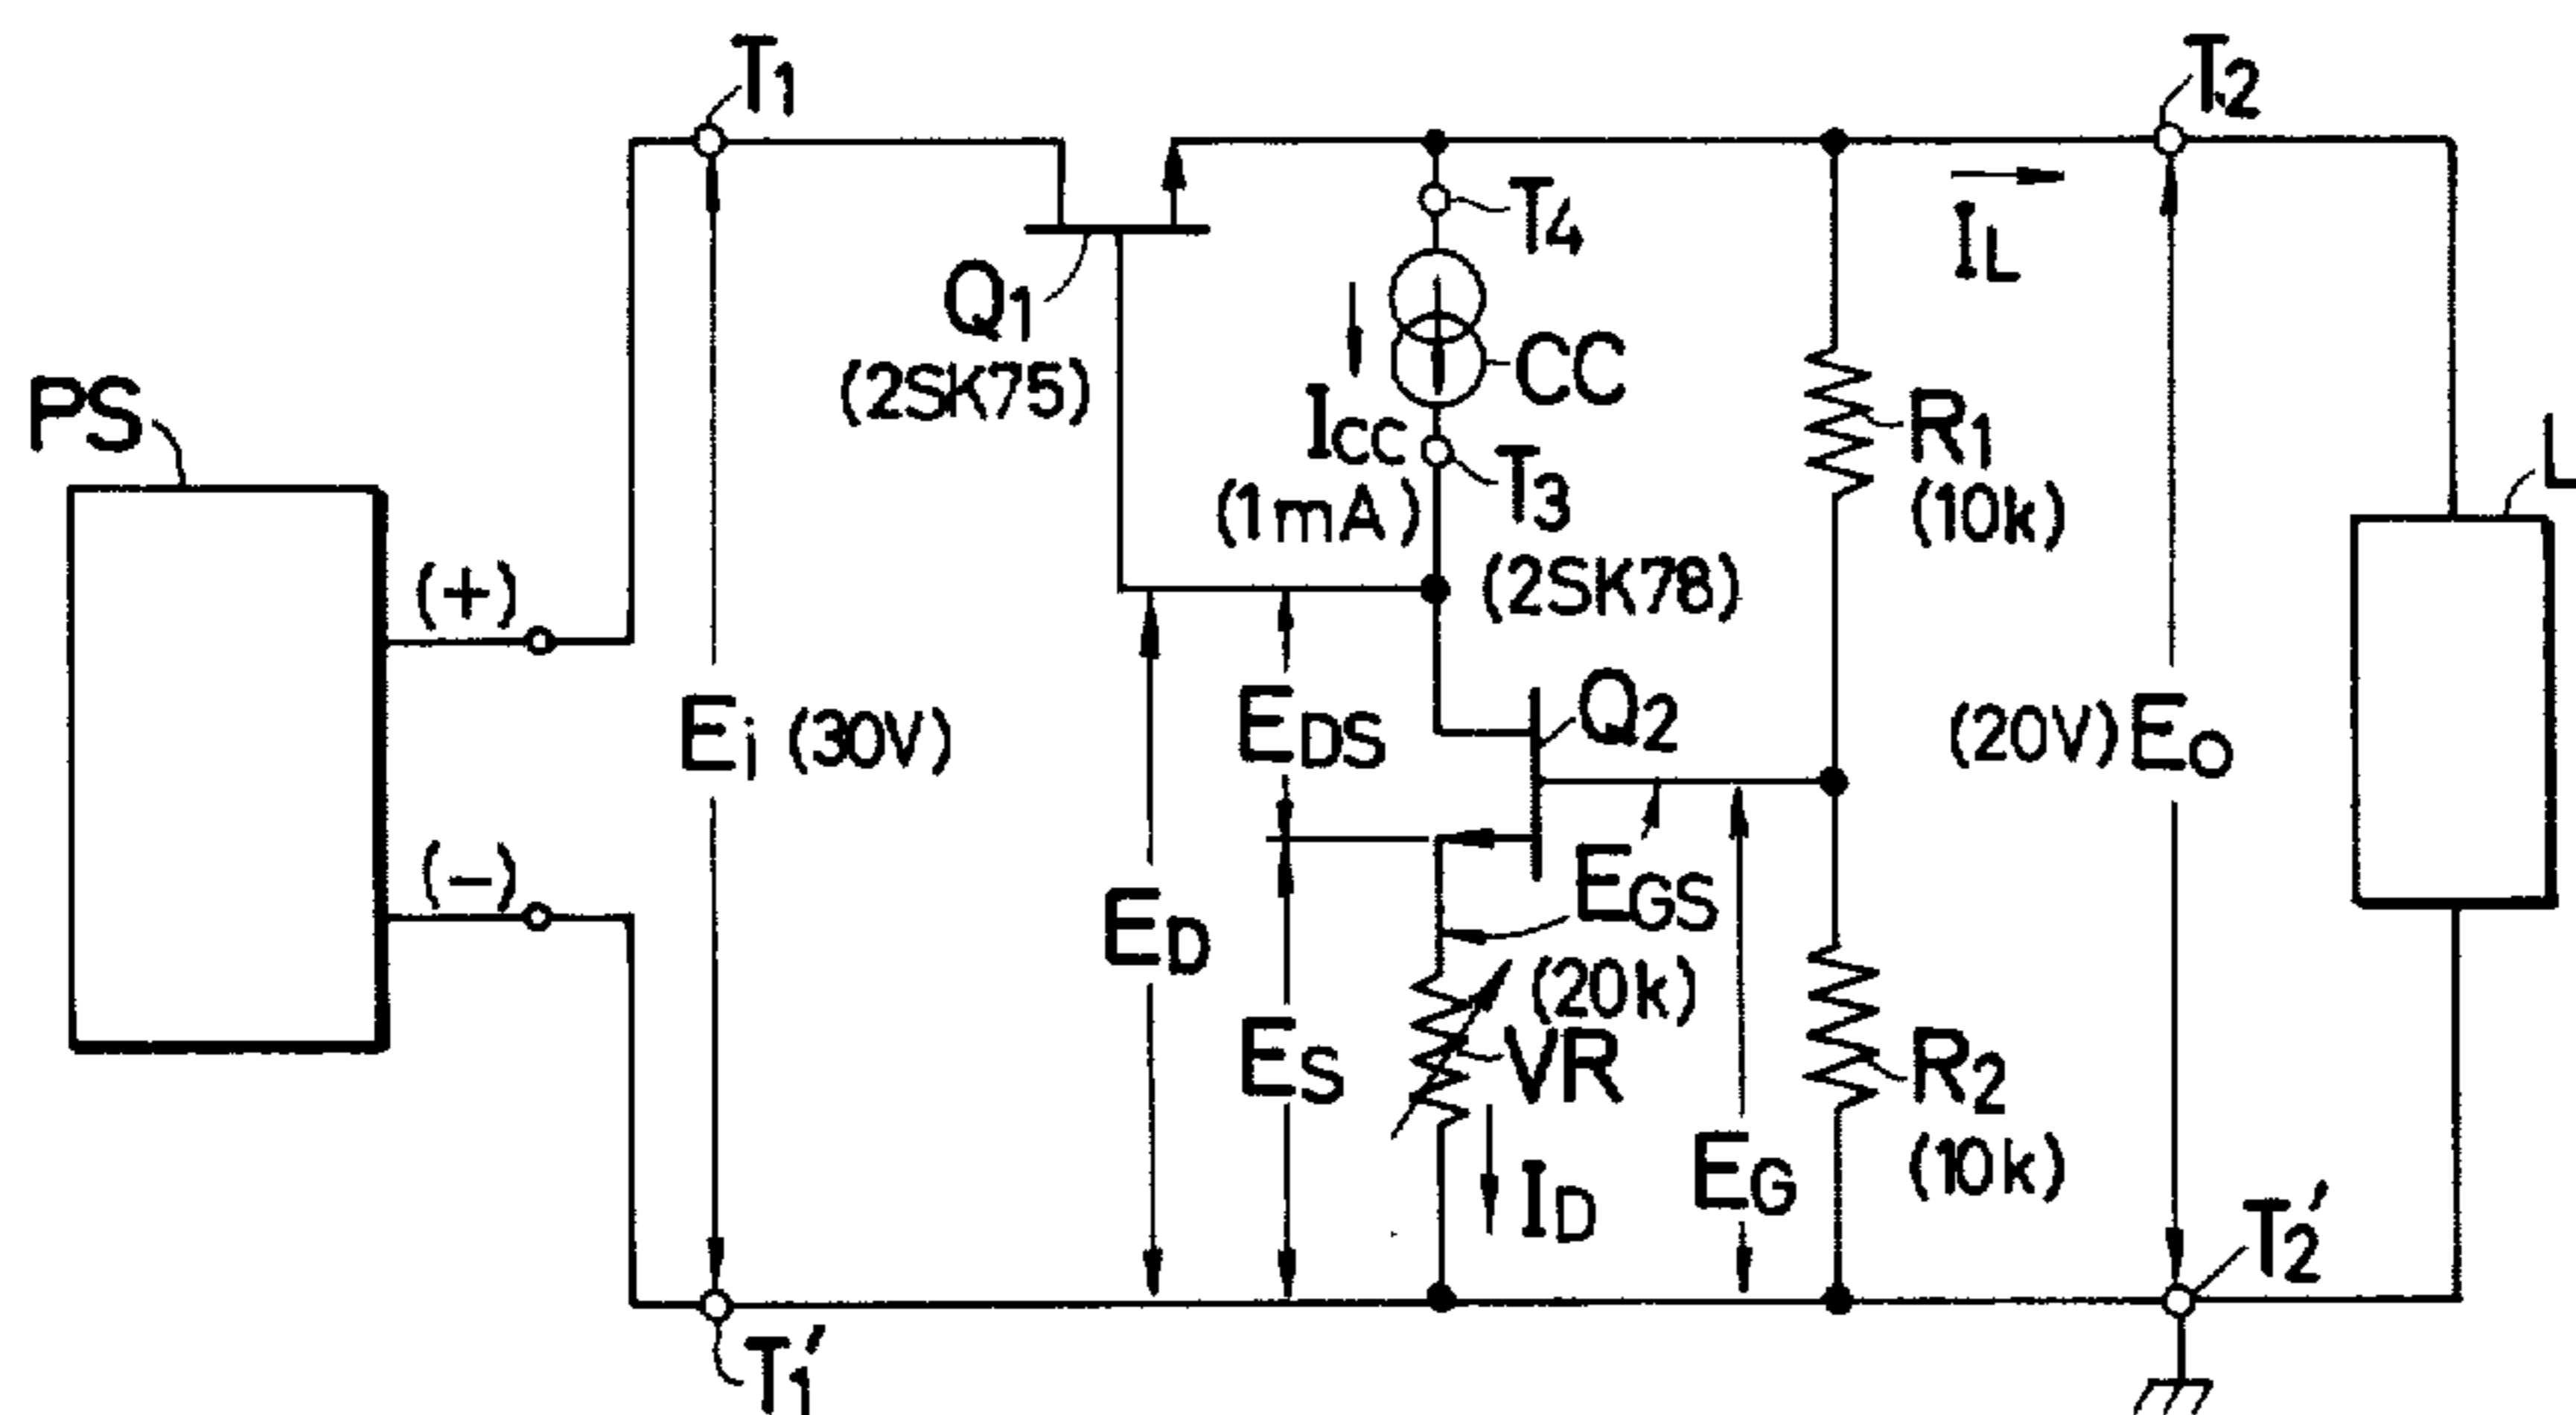 T1
T2
T4
Q1
(2SK75)
IL
PS
CC
ICC
(1mA)
T3
R1
(10k)
L
(2SK78)
(+)
Ei (30V)
EDS
Q2
(20V) EO
(-)
ED
EGS
(20k)
ES
VR
R2
(10k)
EG
ID
T2'
T1'